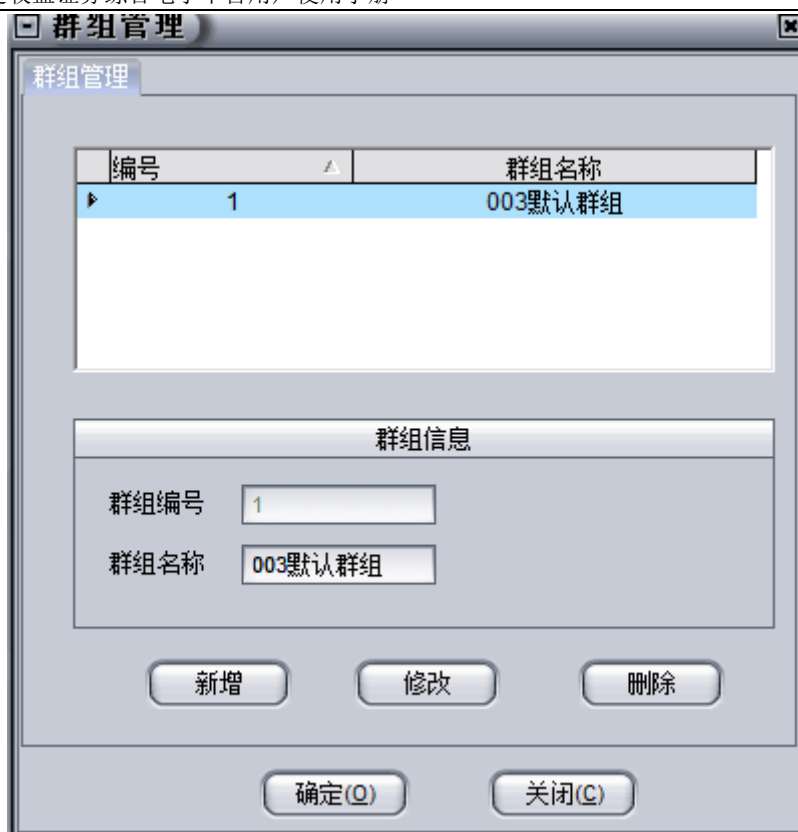 群组管理
群组管理
编号 群组名称
1 003默认群组
群组信息
群组编号 1
群组名称 003默认群组
新增 修改 删除
确定(O) 关闭(C)